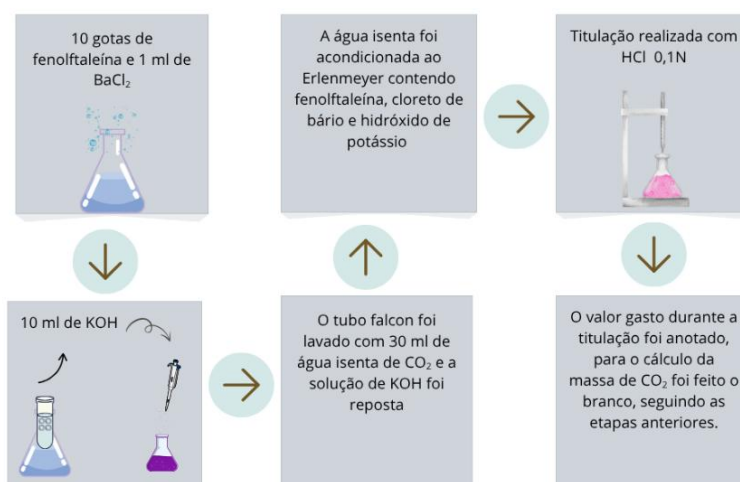 10 gotas de
fenolftaleína e 1 ml de
BaCl₂
10 ml de KOH
O tubo falcon foi
lavado com 30 ml de
água isenta de CO₂ e a
solução de KOH foi
reposta
A água isenta foi
acondicionada ao
Erlenmeyer contendo
fenolftaleína, cloreto de
bário e hidróxido de
potássio
Titulação realizada com
HCl 0,1N
O valor gasto durante a
titulação foi anotado,
para o cálculo da
massa de CO₂ foi feito o
branco, seguindo as
etapas anteriores.